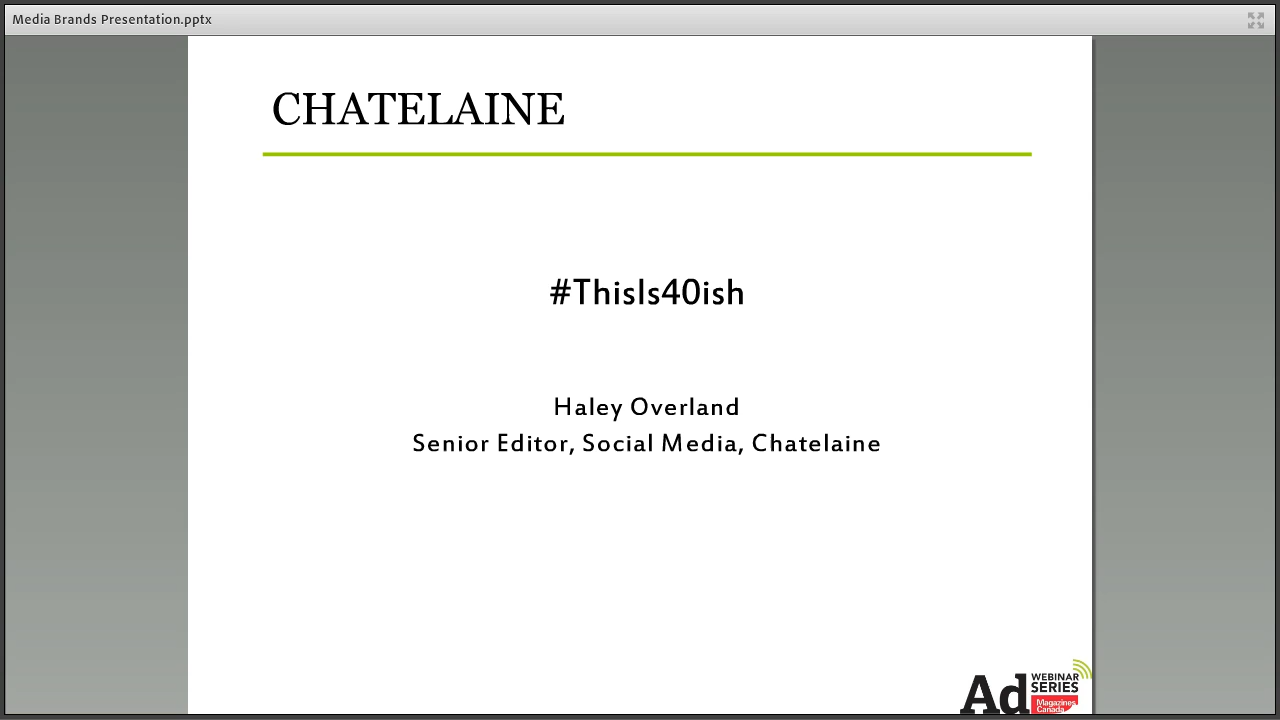 Media Brands Presentation.pptx
CHATELAINE
#ThisIs40ish
Haley Overland
Senior Editor, Social Media, Chatelaine
Ad WEBINAR
SERIES
Magazines
Canada